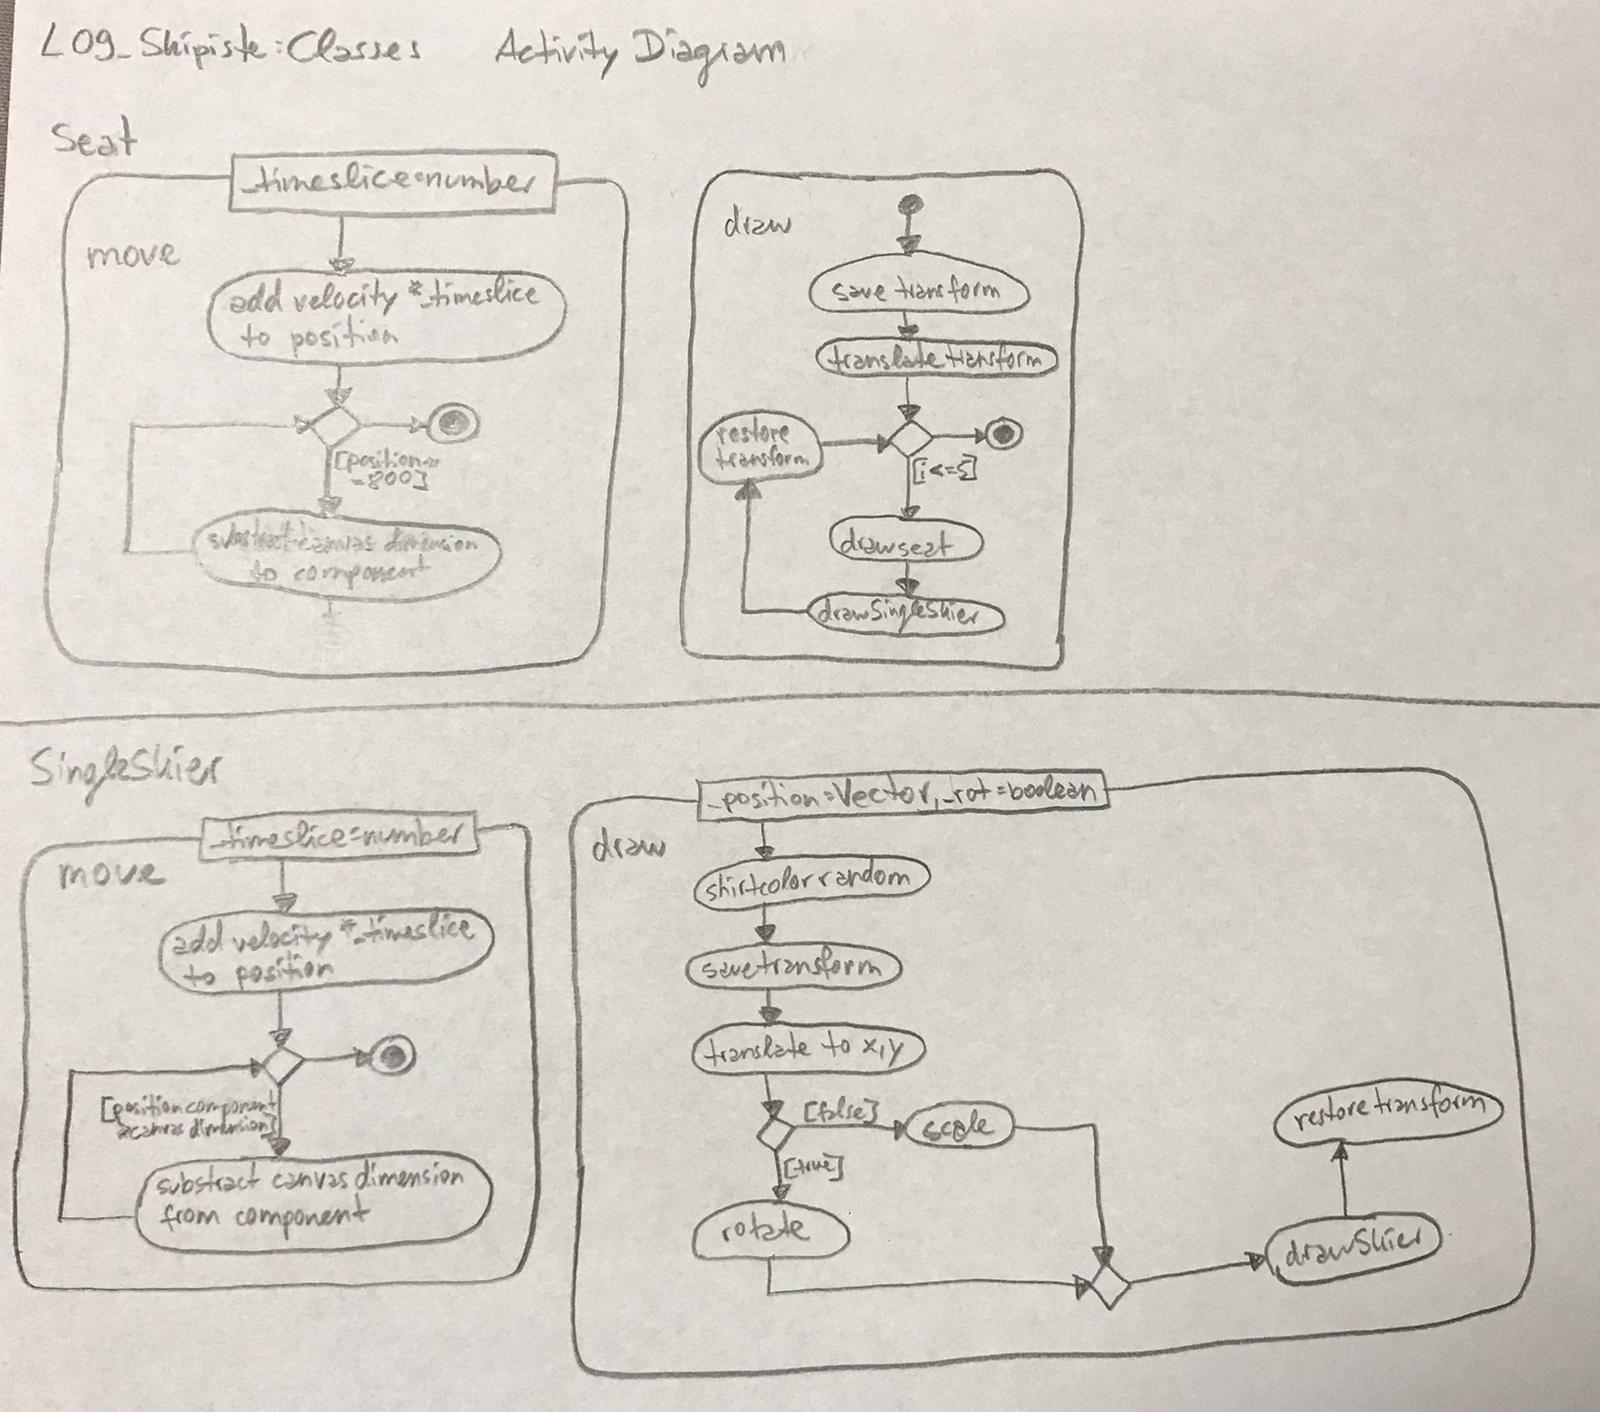 L09_Skipiste:Classes Activity Diagram
Seat
_timeslice:number
move
add velocity *_timeslice
to position
-800]
substract canvas dimension
to component
draw
save transform
translate transform
restore
transform
[i<=5]
drawseat
drawSingleSkier
SingleSkier
_timeslice:number
move
add velocity *_timeslice
to position
[position component
canvas dimension]
substract canvas dimension
from component
_position:Vector,_rot:boolean
draw
shirtcolor random
save transform
translate to x,y
[false]
scale
[true]
rotate
drawSkier
restore transform